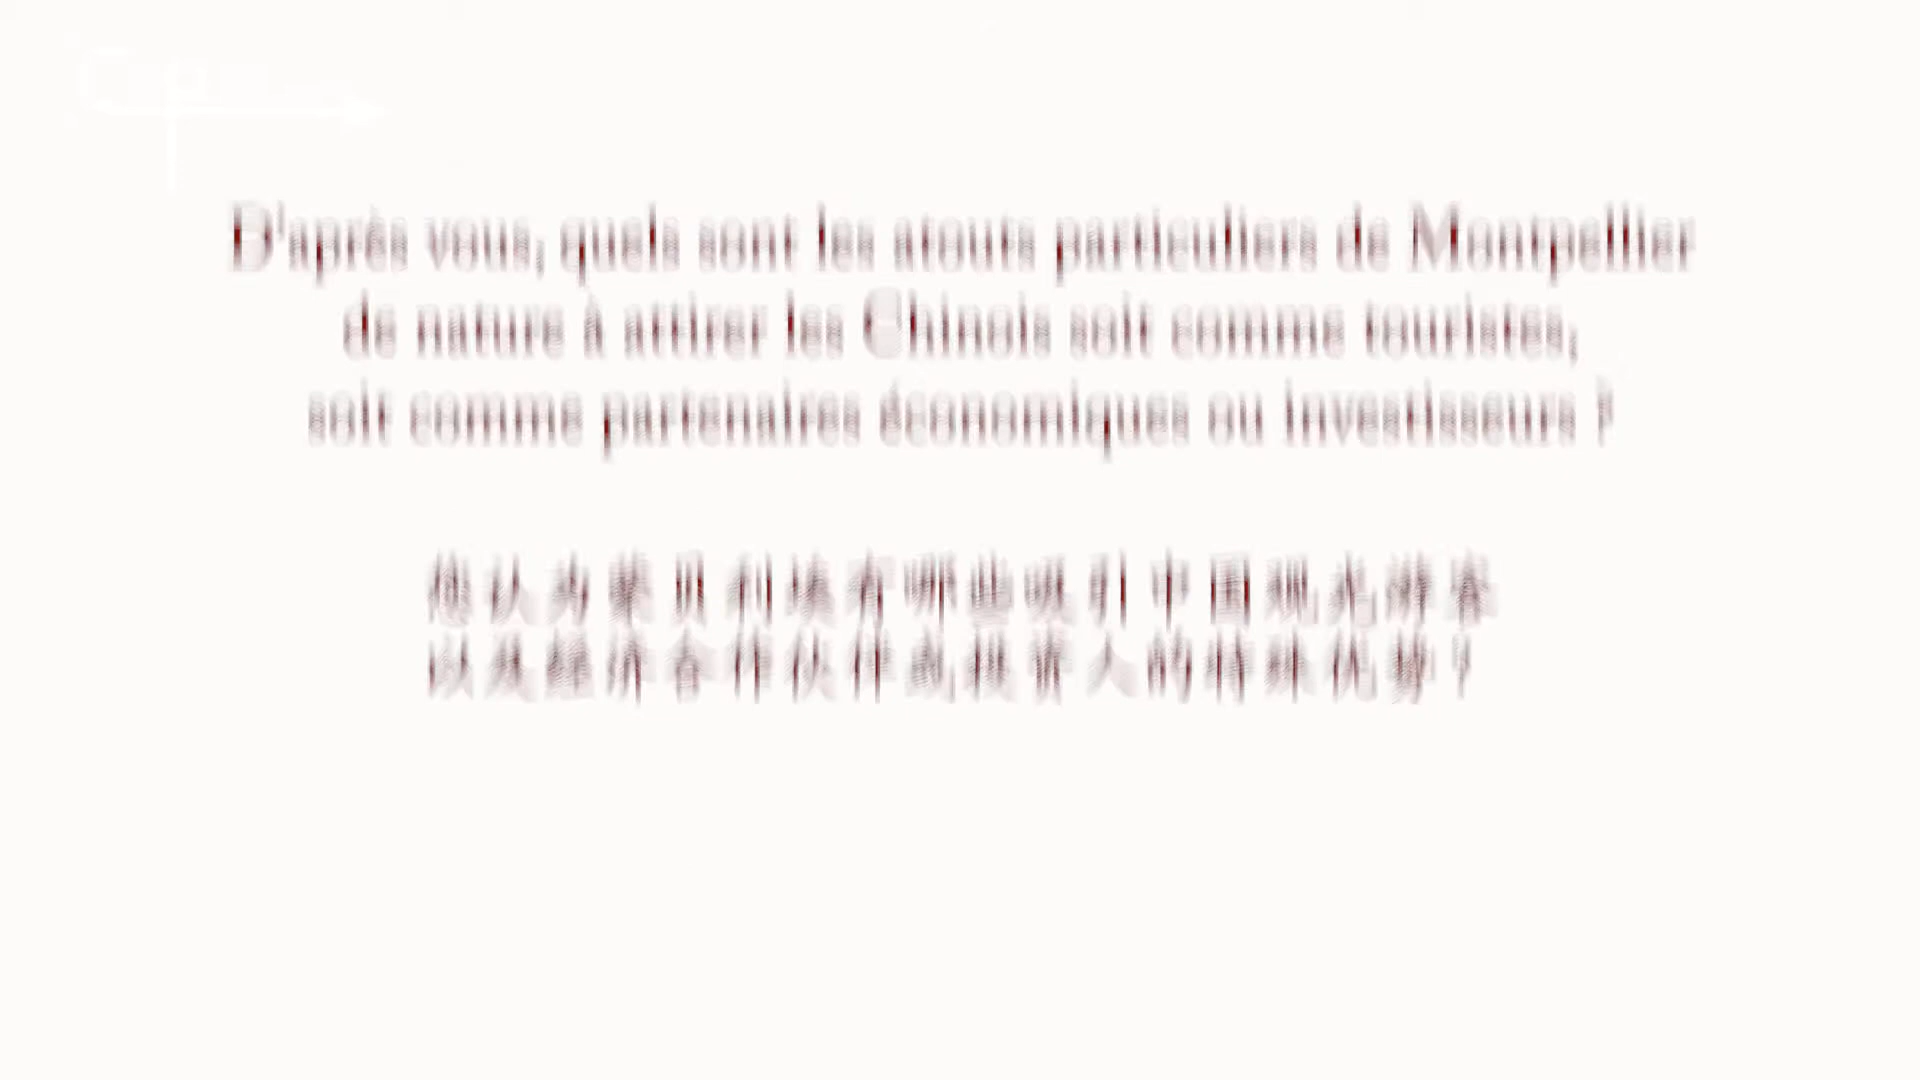 D'après vous, quels sont les atouts particuliers de Montpellier
de nature à attirer les Chinois soit comme touristes,
soit comme partenaires économiques ou investisseurs ?
您认为蒙贝利埃有哪些吸引中国观光游客
以及经济合作伙伴或投资人的特殊优势？